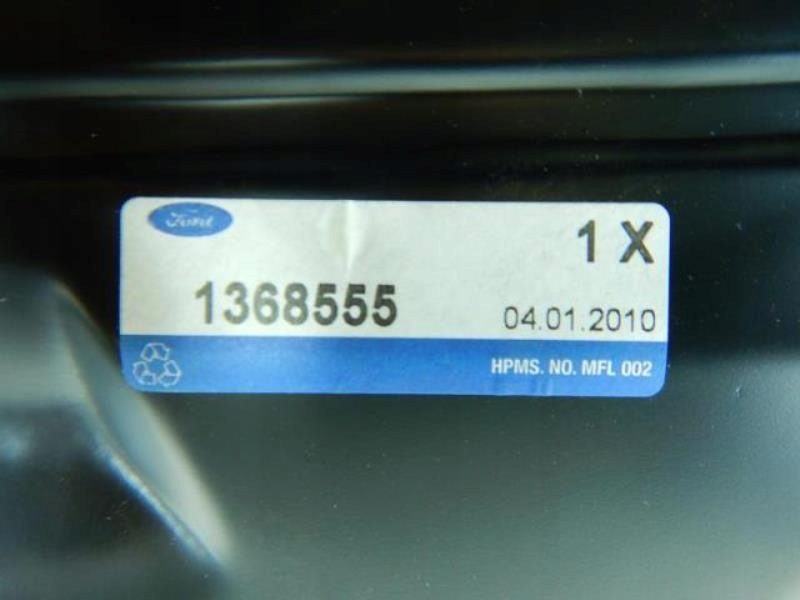 Ford
1 X
1368555
04.01.2010
HPMS. NO. MFL 002